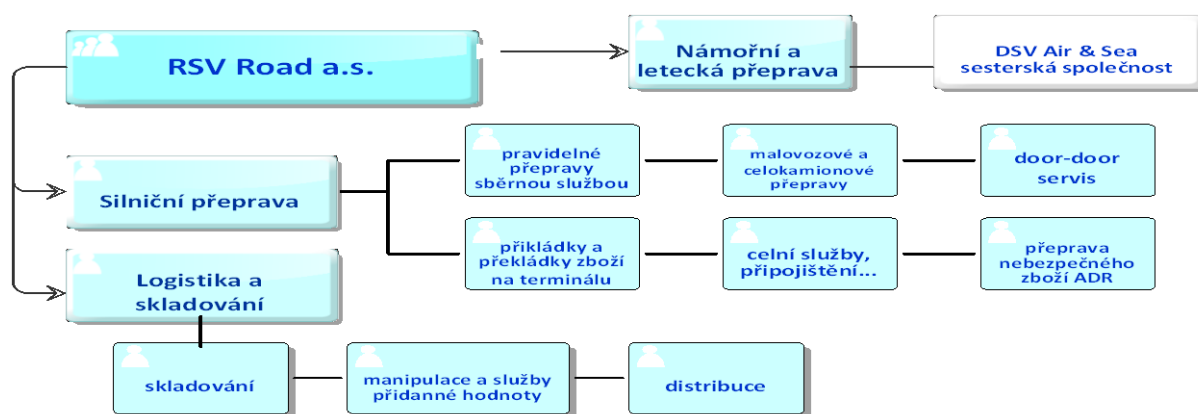 RSV Road a.s.
Námořní a
letecká přeprava
DSV Air & Sea
sesterská společnost
Silniční přeprava
pravidelné
přepravy
sběrnou službou
malovozové a
celokamionové
přepravy
door-door
servis
přikládky a
překládky zboží
na terminálu
celní služby,
připojištění...
přeprava
nebezpečného
zboží ADR
Logistika a
skladování
skladování
manipulace a služby
přidanné hodnoty
distribuce